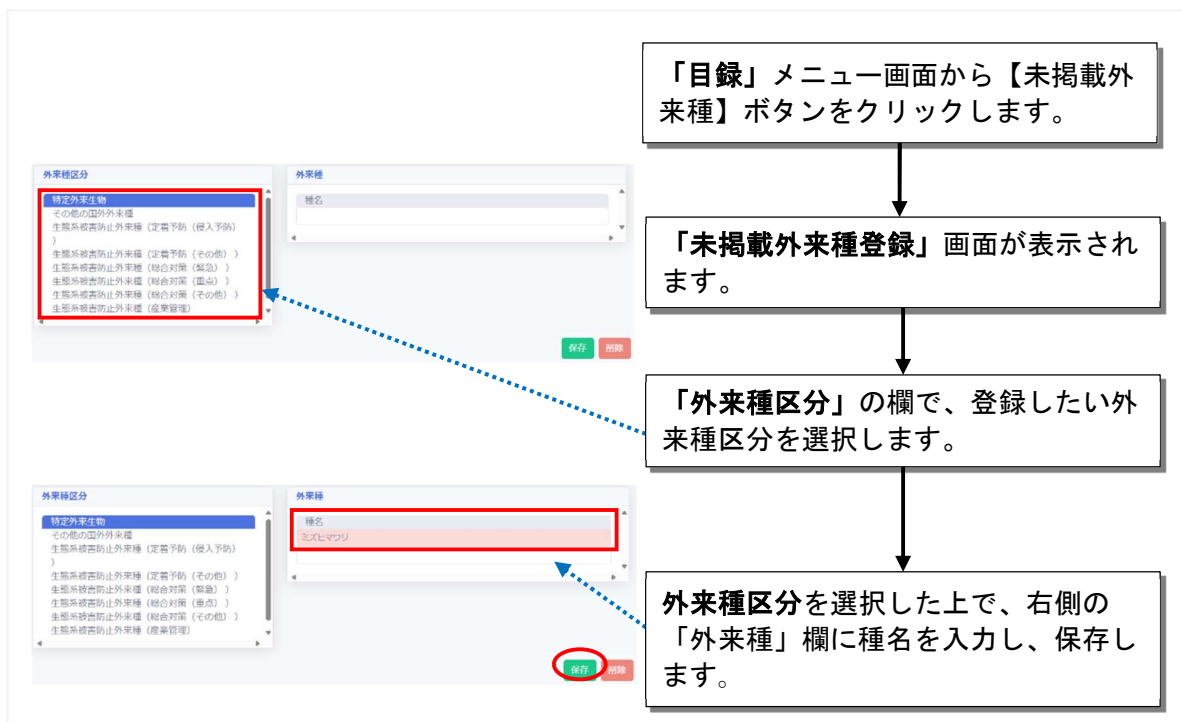 「目録」メニュー画面から【未掲載外
来種】ボタンをクリックします。
外来種区分
特定外来生物
その他の国外外来種
生態系被害防止外来種（定着予防（侵入予防）
）
生態系被害防止外来種（定着予防（その他））
生態系被害防止外来種（総合対策（緊急））
生態系被害防止外来種（総合対策（重点））
生態系被害防止外来種（総合対策（その他））
生態系被害防止外来種（産業管理）
外来種
種名
保存
削除
「未掲載外来種登録」画面が表示され
ます。
「外来種区分」の欄で、登録したい外
来種区分を選択します。
外来種区分
特定外来生物
その他の国外外来種
生態系被害防止外来種（定着予防（侵入予防）
）
生態系被害防止外来種（定着予防（その他））
生態系被害防止外来種（総合対策（緊急））
生態系被害防止外来種（総合対策（重点））
生態系被害防止外来種（総合対策（その他））
生態系被害防止外来種（産業管理）
外来種
種名
ミズヒマワリ
保存
削除
外来種区分を選択した上で、右側の
「外来種」欄に種名を入力し、保存し
ます。